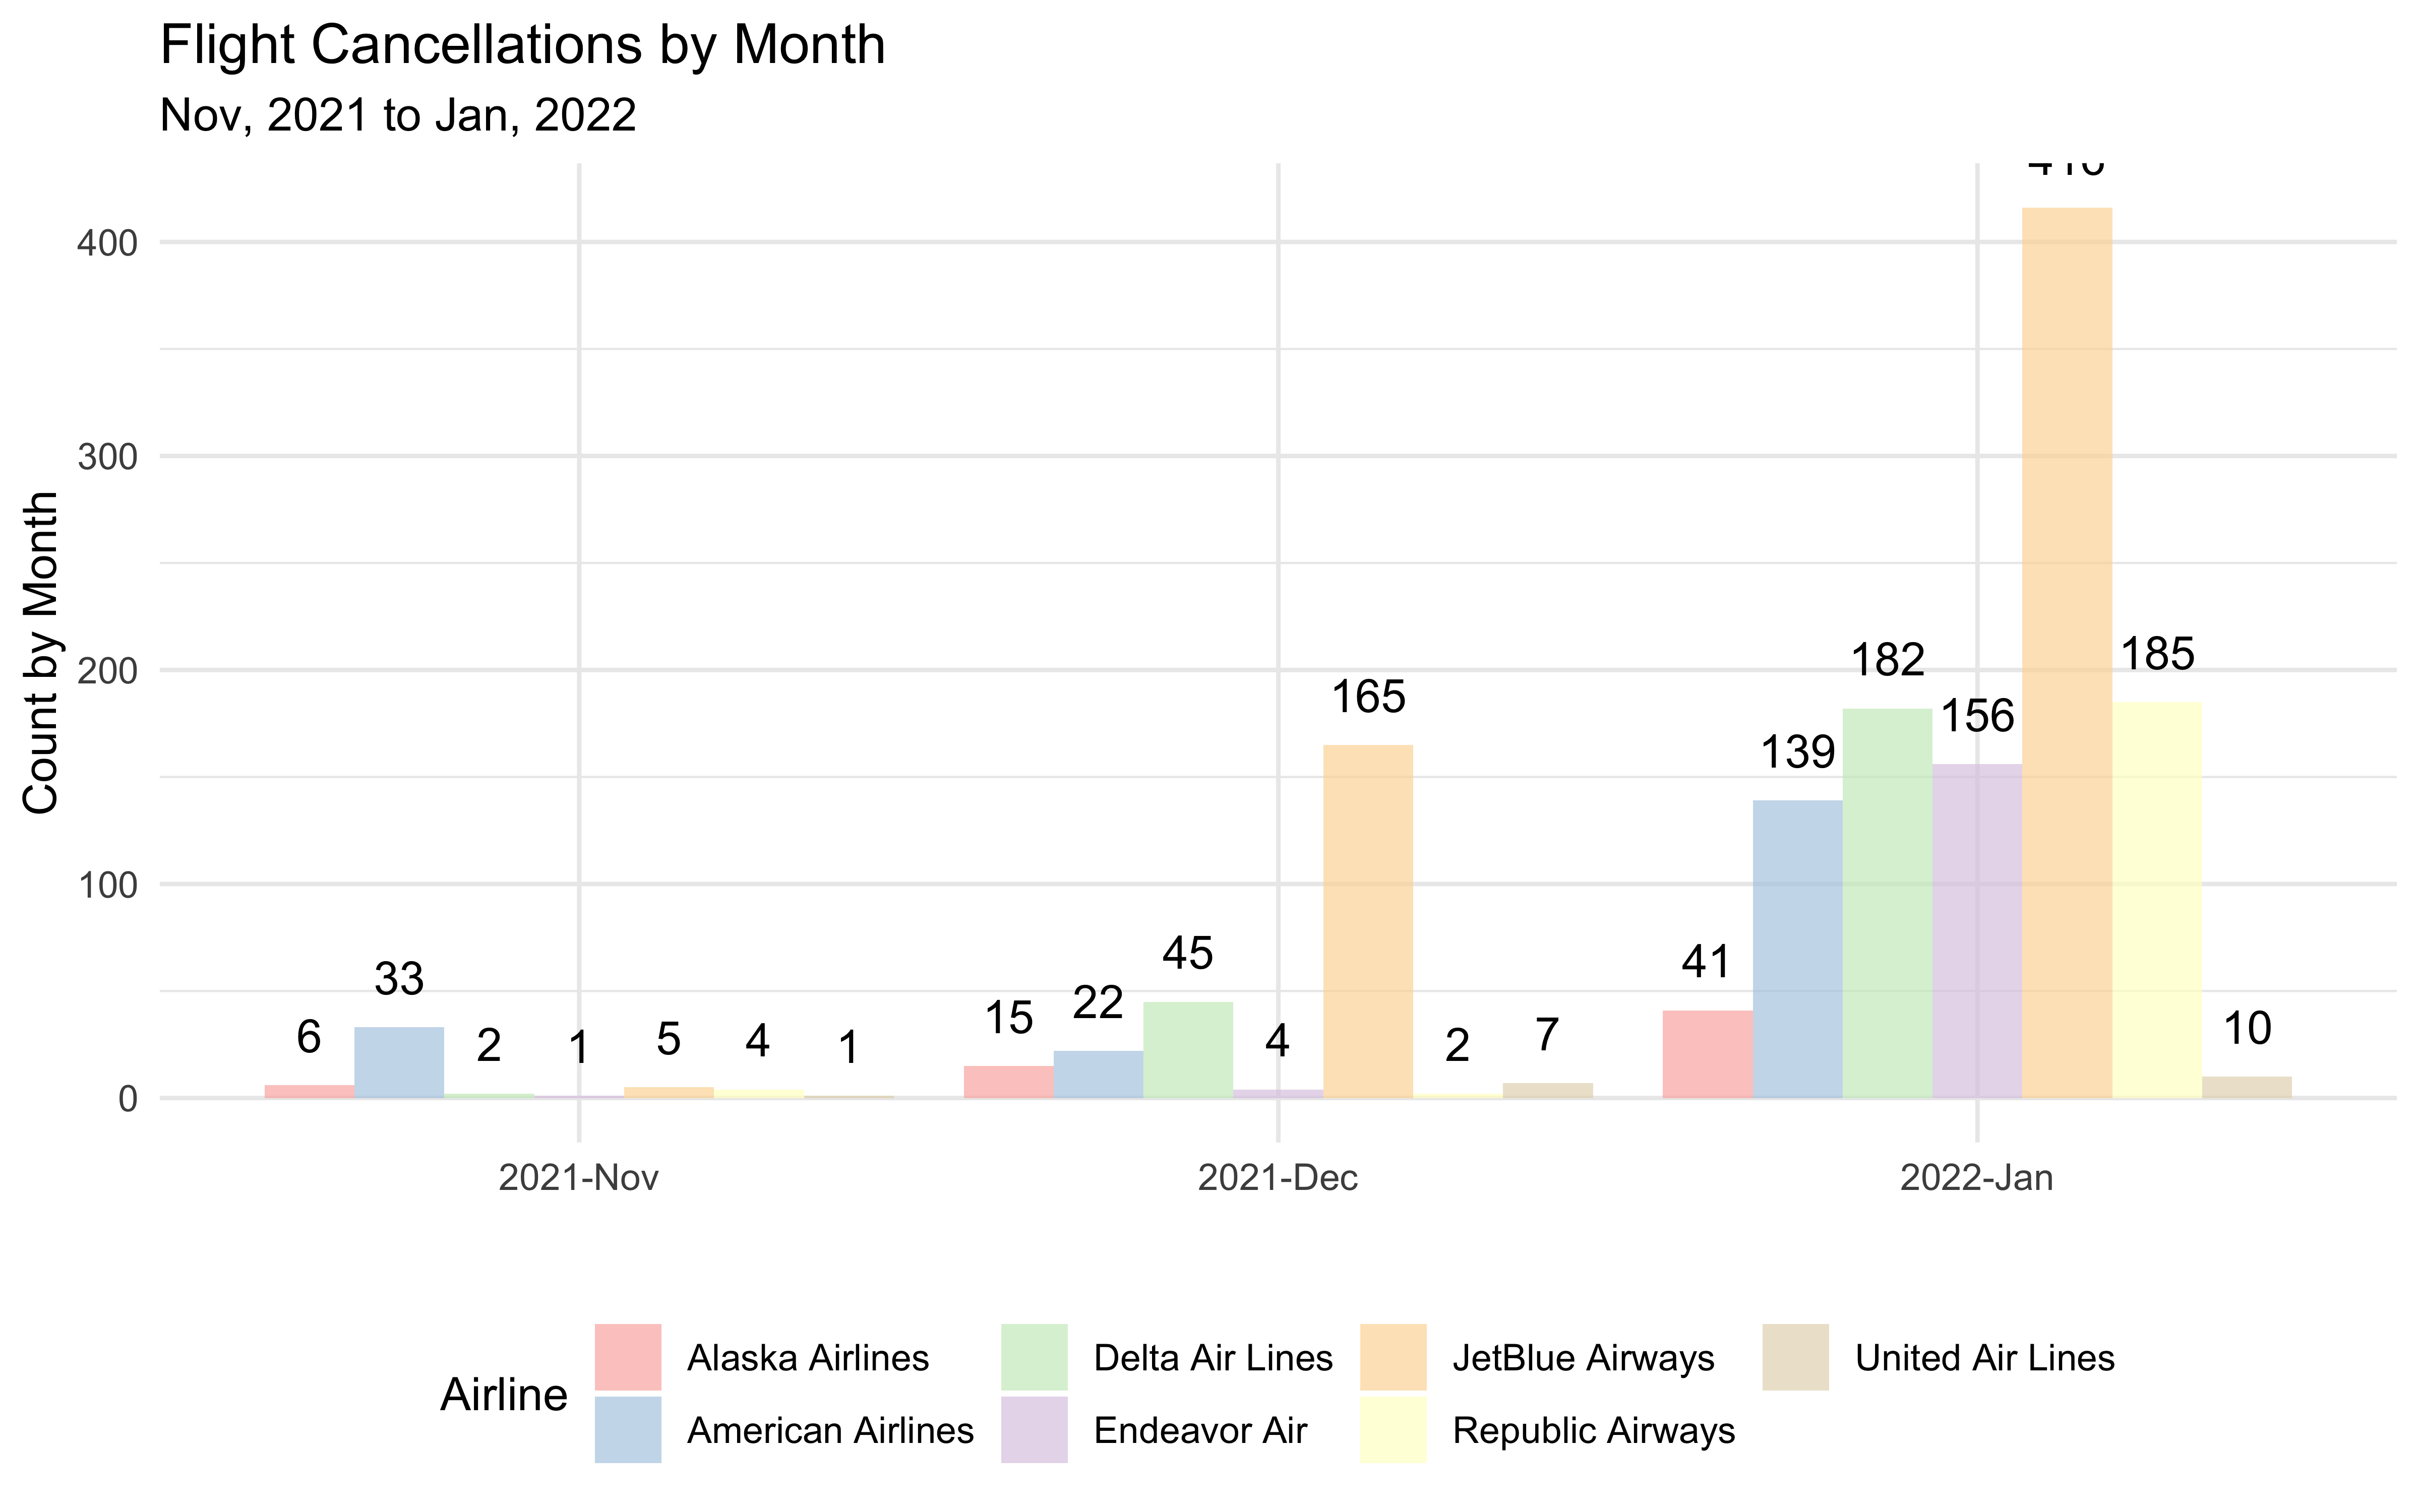 Flight Cancellations by Month
Nov, 2021 to Jan, 2022
Count by Month
400
300
200
100
0
6
33
2
1
5
4
1
15
22
45
4
165
2
7
41
139
182
156
185
10
2021-Nov
2021-Dec
2022-Jan
Airline
Alaska Airlines
Delta Air Lines
JetBlue Airways
United Air Lines
American Airlines
Endeavor Air
Republic Airways